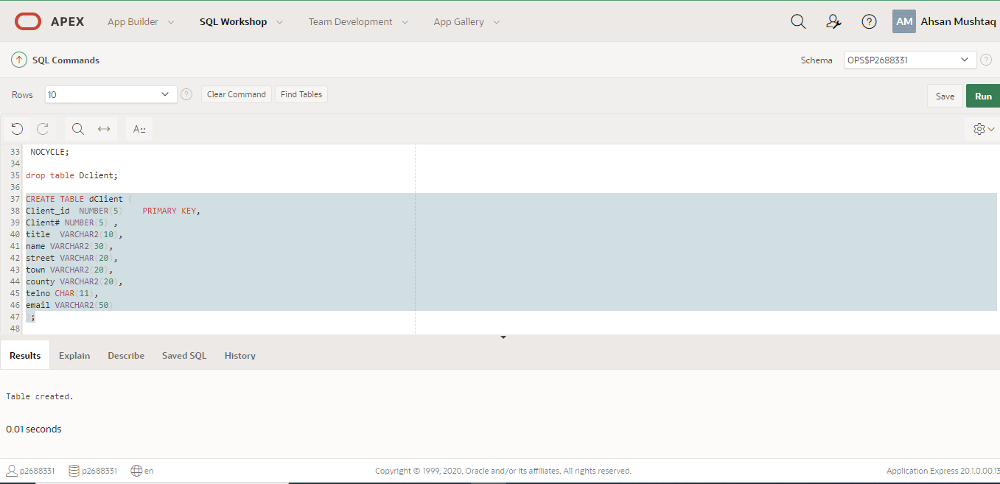 APEX App Builder SQL Workshop Team Development App Gallery AM Ahsan Mushtaq
SQL Commands Schema OPS$P2688331 ?
Rows 10 ? Clear Command Find Tables Save Run
A::
33 NOCYCLE;
34
35 drop table Dclient;
36
37 CREATE TABLE dClient (
38 Client_id NUMBER(5) PRIMARY KEY,
39 Client# NUMBER(5) ,
40 title VARCHAR2(10),
41 name VARCHAR2(30),
42 street VARCHAR(20),
43 town VARCHAR2(20),
44 county VARCHAR2(20),
45 telno CHAR(11),
46 email VARCHAR2(50)
47 );
48
Results Explain Describe Saved SQL History
Table created.
0.01 seconds
p2688331 p2688331 en Copyright © 1999, 2020, Oracle and/or its affiliates. All rights reserved. Application Express 20.1.0.00.13